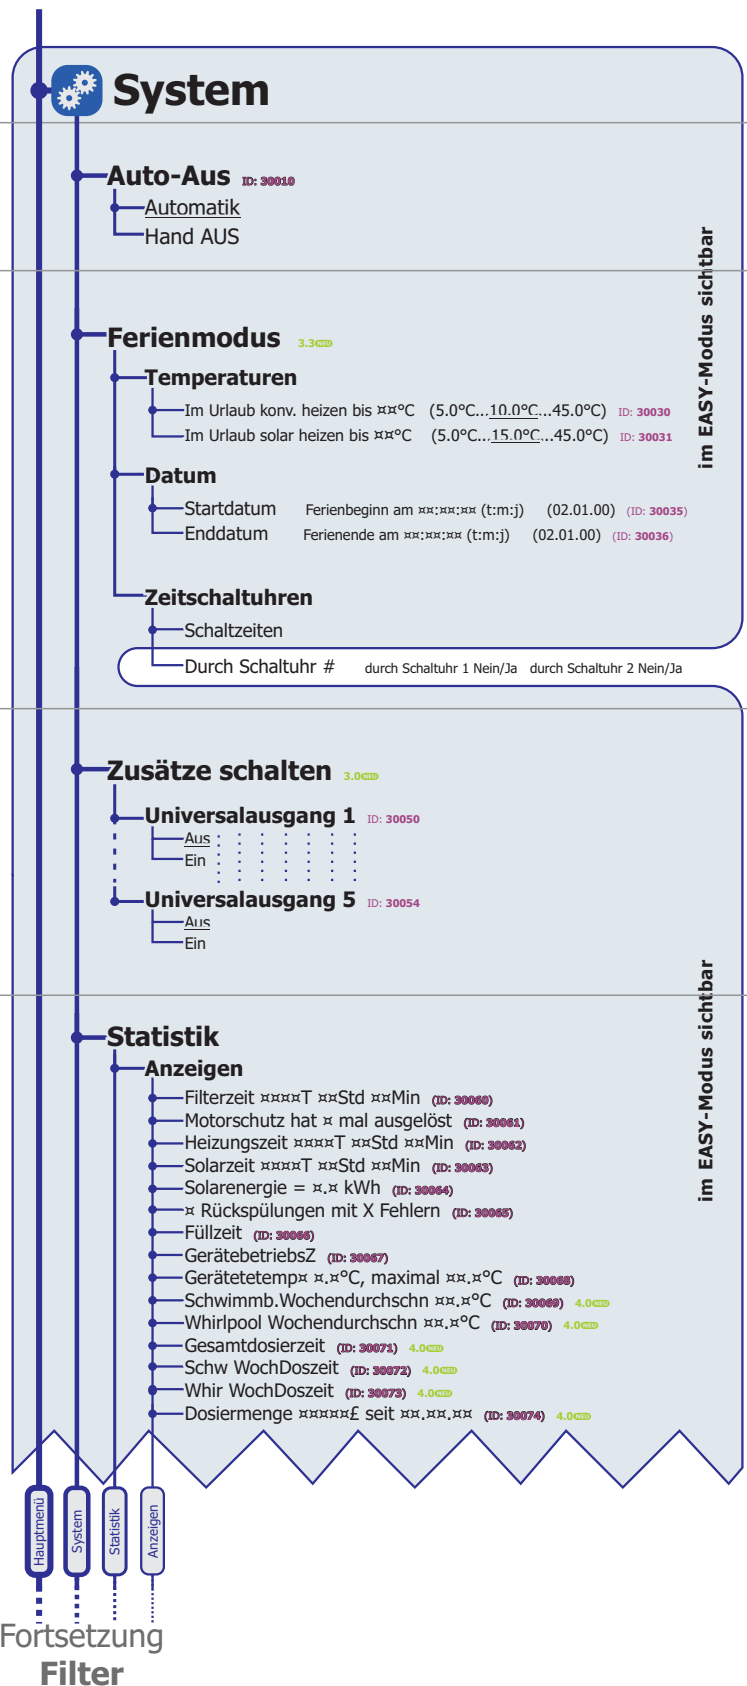 System
Auto-Aus ID: 30010
Automatik
Hand AUS
im EASY-Modus sichtbar
Ferienmodus 3.3 NEU
Temperaturen
Im Urlaub konv. heizen bis ¤¤°C (5.0°C...10.0°C...45.0°C) ID: 30030
Im Urlaub solar heizen bis ¤¤°C (5.0°C...15.0°C...45.0°C) ID: 30031
Datum
Startdatum Ferienbeginn am ¤¤:¤¤:¤¤ (t:m:j) (02.01.00) (ID: 30035)
Enddatum Ferienende am ¤¤:¤¤:¤¤ (t:m:j) (02.01.00) (ID: 30036)
Zeitschaltuhren
Schaltzeiten
Durch Schaltuhr # durch Schaltuhr 1 Nein/Ja durch Schaltuhr 2 Nein/Ja
Zusätze schalten 3.0 NEU
Universalausgang 1 ID: 30050
Aus
Ein
Universalausgang 5 ID: 30054
Aus
Ein
im EASY-Modus sichtbar
Statistik
Anzeigen
Filterzeit ¤¤¤¤T ¤¤Std ¤¤Min (ID: 30060)
Motorschutz hat ¤ mal ausgelöst (ID: 30061)
Heizungszeit ¤¤¤¤T ¤¤Std ¤¤Min (ID: 30062)
Solarzeit ¤¤¤¤T ¤¤Std ¤¤Min (ID: 30063)
Solarenergie = ¤.¤ kWh (ID: 30064)
¤ Rückspülungen mit X Fehlern (ID: 30065)
Füllzeit (ID: 30066)
GerätebetriebsZ (ID: 30067)
Gerätetetemp¤ ¤.¤°C, maximal ¤¤.¤°C (ID: 30068)
Schwimmb.Wochendurchschn ¤¤.¤°C (ID: 30069) 4.0 NEU
Whirlpool Wochendurchschn ¤¤.¤°C (ID: 30070) 4.0 NEU
Gesamtdosierzeit (ID: 30071) 4.0 NEU
Schw WochDoszeit (ID: 30072) 4.0 NEU
Whir WochDoszeit (ID: 30073) 4.0 NEU
Dosiermenge ¤¤¤¤¤£ seit ¤¤.¤¤.¤¤ (ID: 30074) 4.0 NEU
Hauptmenü
System
Statistik
Anzeigen
Fortsetzung
Filter